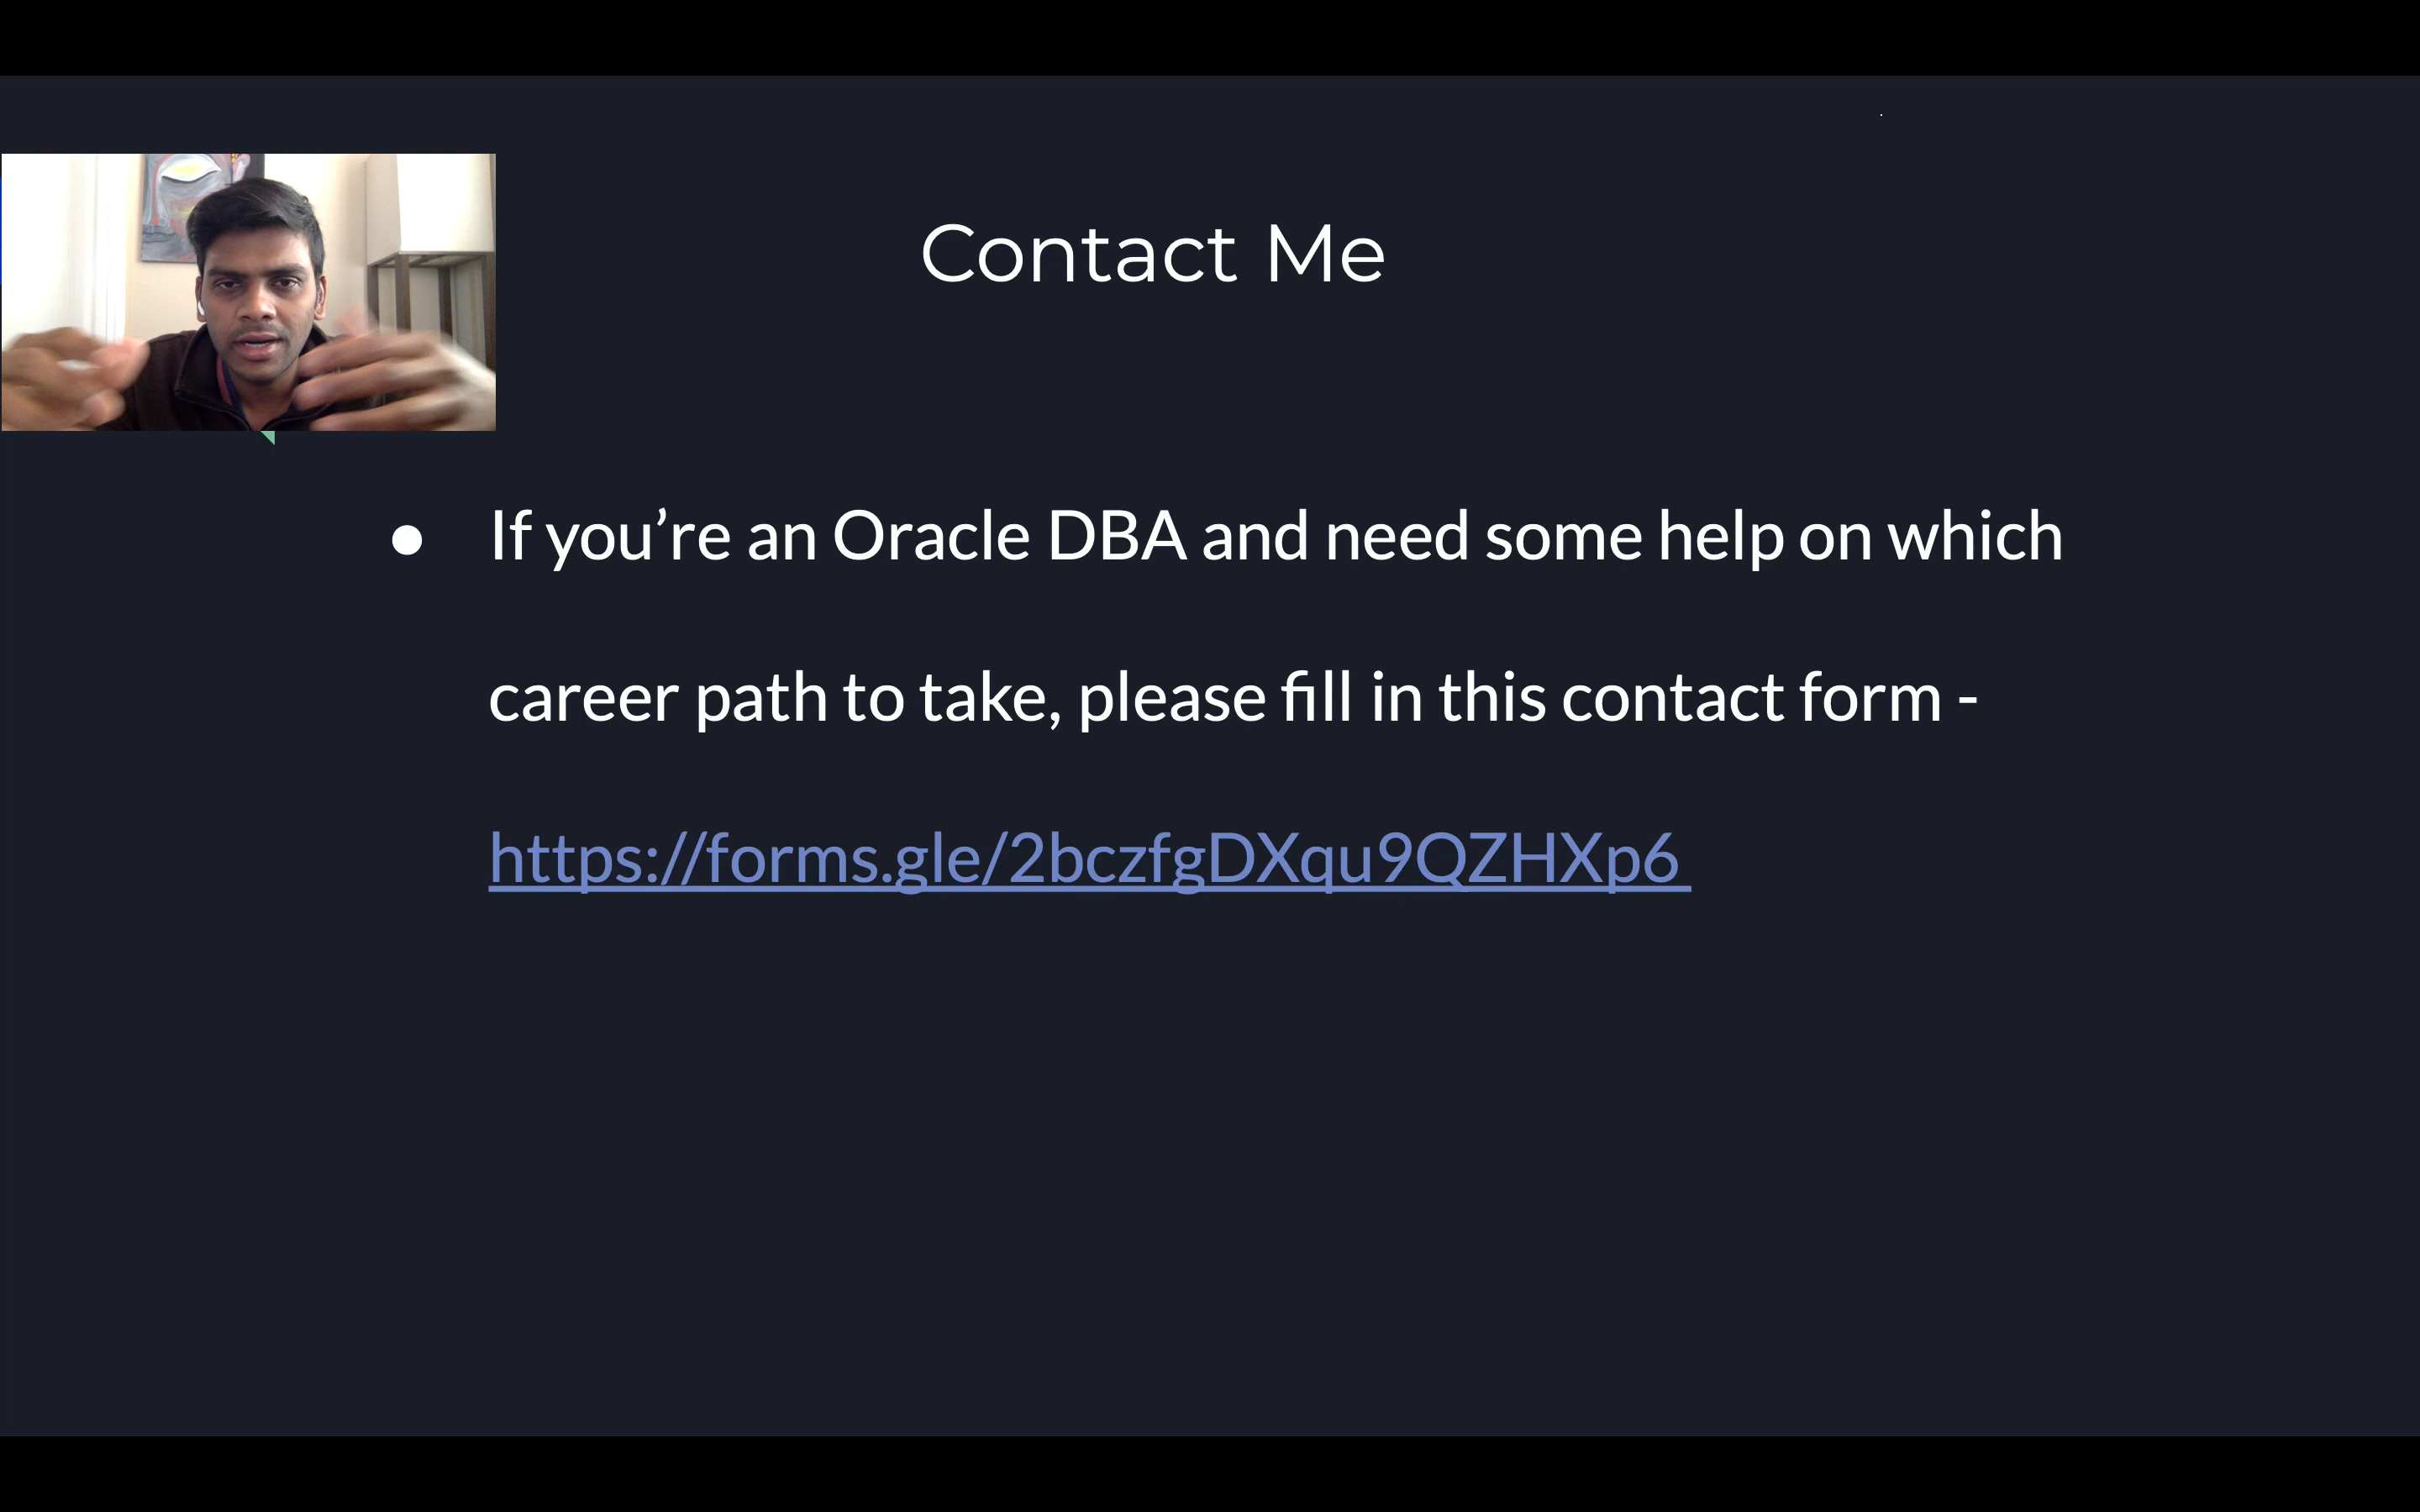 Contact Me
● If you’re an Oracle DBA and need some help on which
career path to take, please fill in this contact form -
https://forms.gle/2bczfgDXqu9QZHXp6